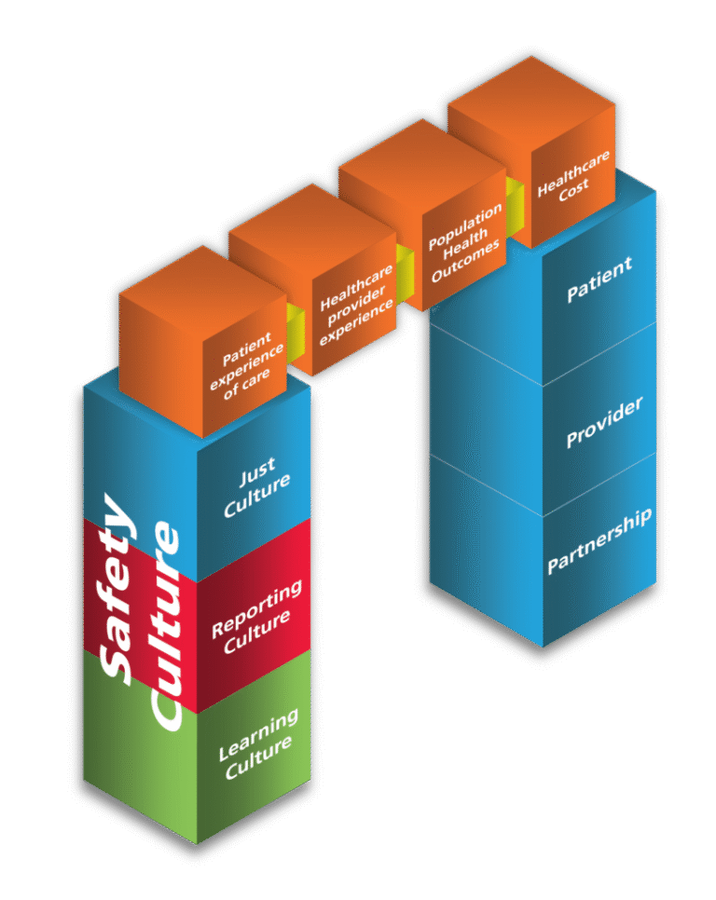 Healthcare
Cost
Population
Health
Outcomes
Healthcare
provider
experience
Patient
experience
of care
Safety
Culture
Just
Culture
Reporting
Culture
Learning
Culture
Patient
Provider
Partnership